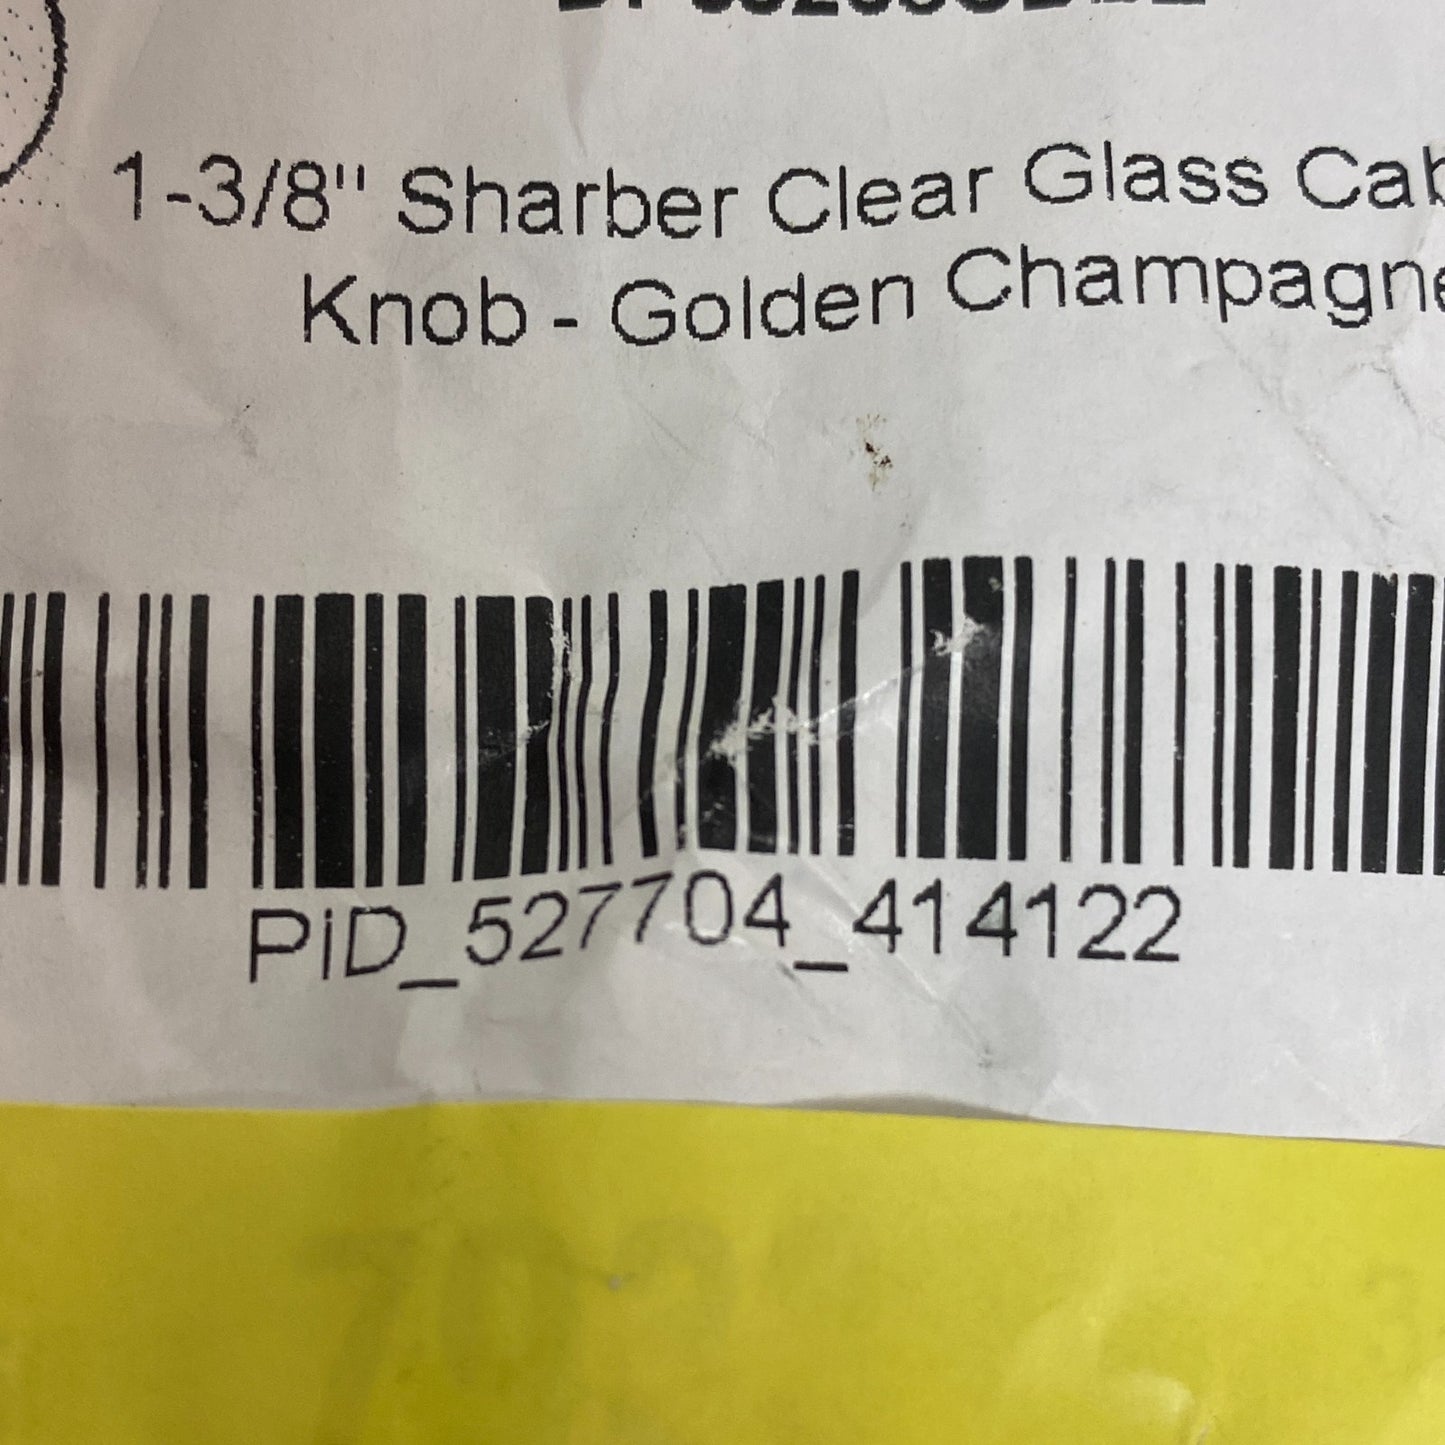 1-3/8" Sharber Clear Glass Cab
Knob - Golden Champagne
PiD_527704_414122